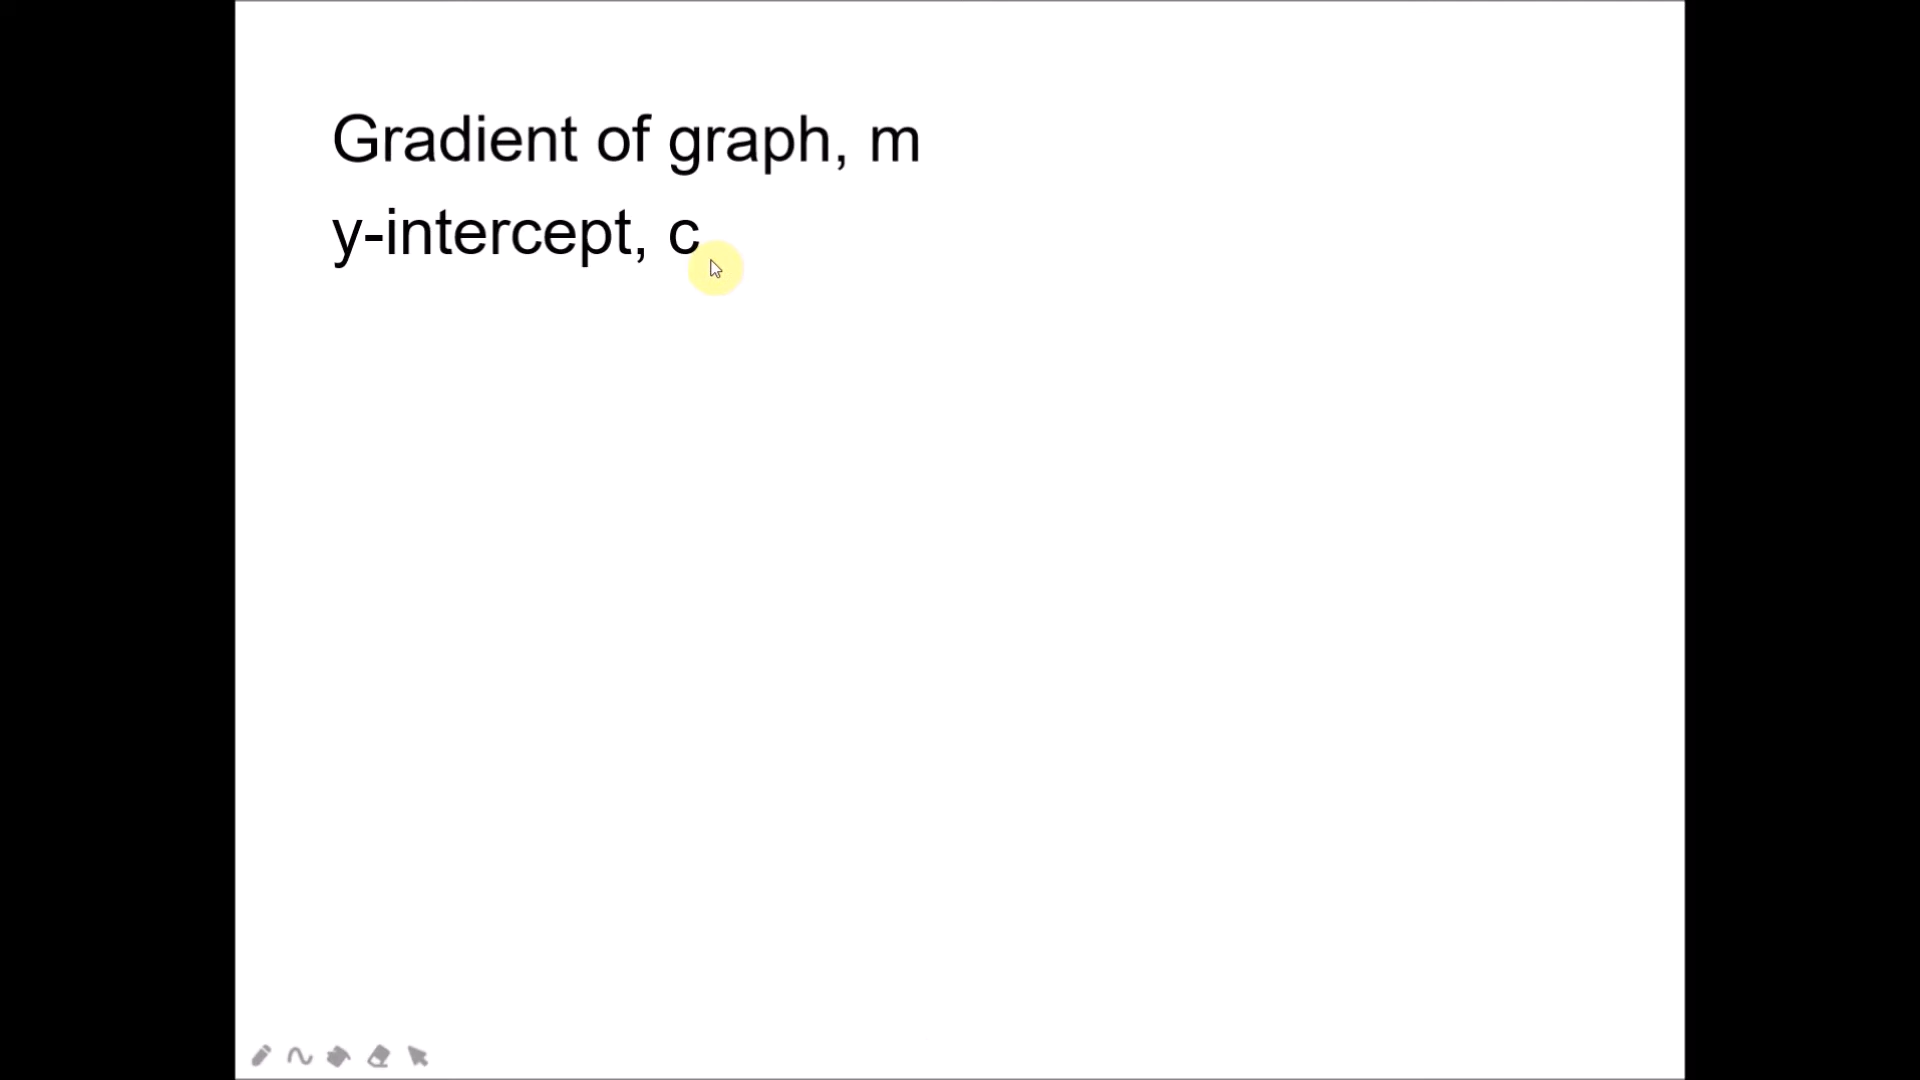 Gradient of graph, m
y-intercept, c